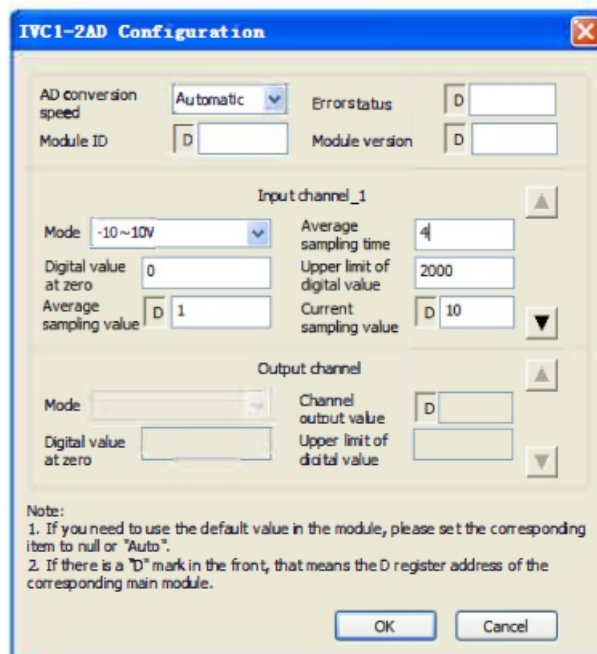 IVC1-2AD Configuration
AD conversion speed Automatic Errorstatus D
Module ID D Module version D
Input channel_1
Mode -10~10V Average sampling time 4
Digital value at zero 0 Upper limit of digital value 2000
Average sampling value D 1 Current sampling value D 10
Output channel
Mode Channel output value D
Digital value at zero Upper limit of digital value
Note:
1. If you need to use the default value in the module, please set the corresponding
item to null or "Auto".
2. If there is a "D" mark in the front, that means the D register address of the
corresponding main module.
OK Cancel